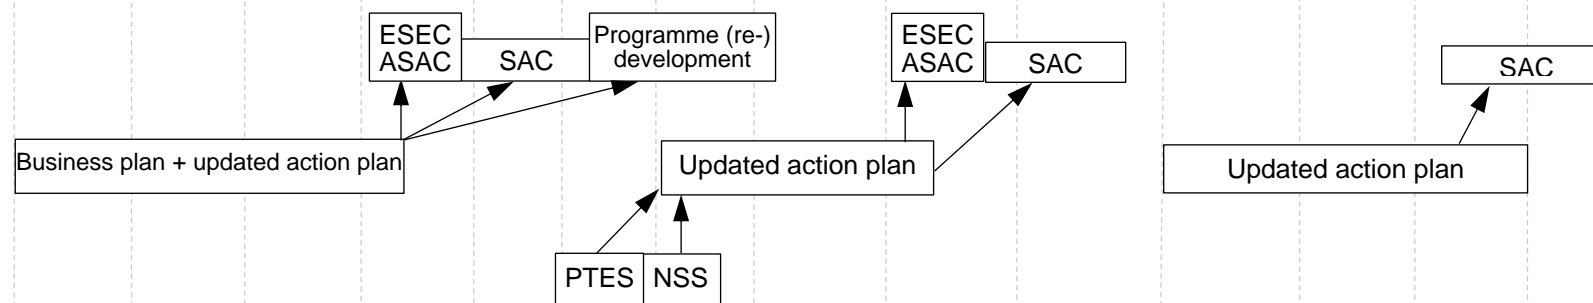 ESEC
ASAC
SAC
Programme (re-)
development
ESEC
ASAC
SAC
SAC
Business plan + updated action plan
Updated action plan
Updated action plan
PTES
NSS